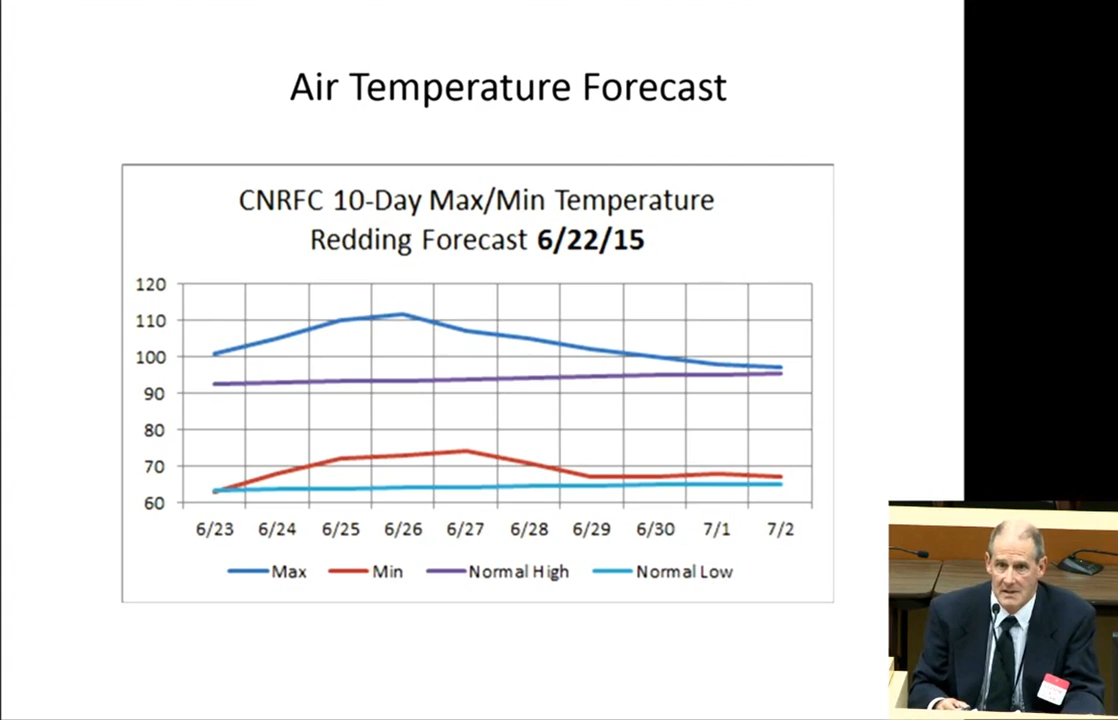 Air Temperature Forecast
CNRFC 10-Day Max/Min Temperature
Redding Forecast 6/22/15
120
110
100
90
80
70
60
6/23 6/24 6/25 6/26 6/27 6/28 6/29 6/30 7/1 7/2
Max Min Normal High Normal Low